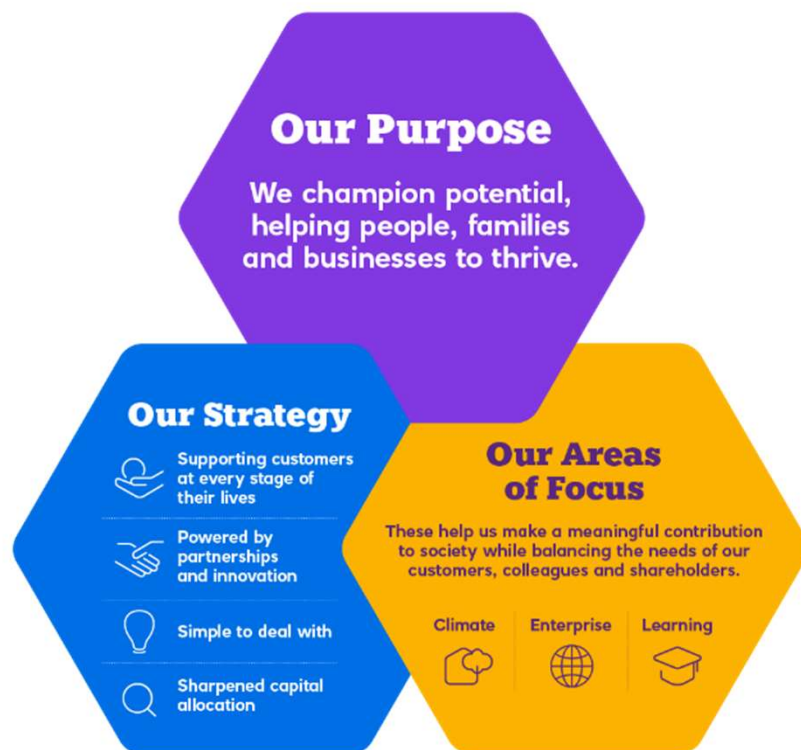 Our Purpose
We champion potential,
helping people, families
and businesses to thrive.
Our Strategy
Supporting customers
at every stage of
their lives
Powered by
partnerships
and innovation
Simple to deal with
Sharpened capital
allocation
Our Areas
of Focus
These help us make a meaningful contribution
to society while balancing the needs of our
customers, colleagues and shareholders.
Climate
Enterprise
Learning